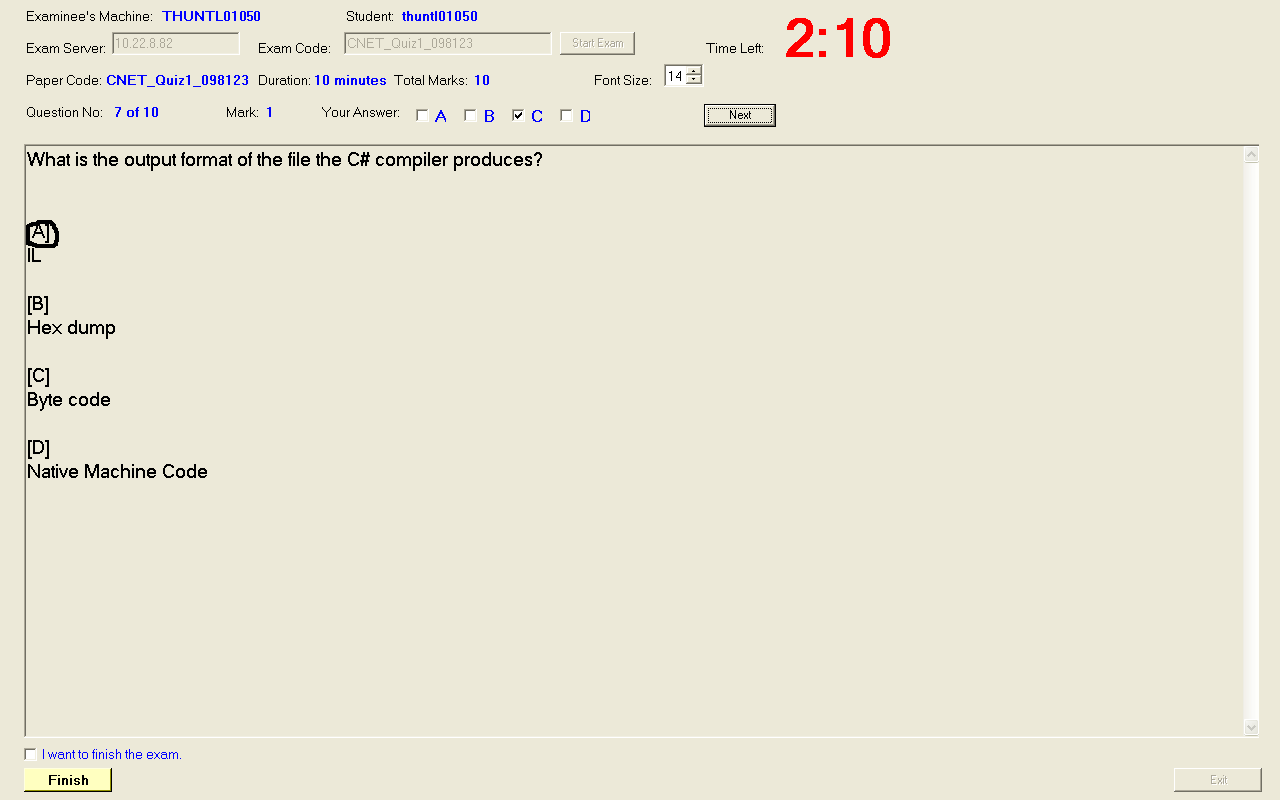 Examinee's Machine: THUNTL01050 Student: thuntl01050
Exam Server: 10.22.8.82 Exam Code: CNET_Quiz1_098123 Start Exam Time Left: 2:10
Paper Code: CNET_Quiz1_098123 Duration: 10 minutes Total Marks: 10 Font Size: 14
Question No: 7 of 10 Mark: 1 Your Answer: A B C D Next
What is the output format of the file the C# compiler produces?
[A]
IL
[B]
Hex dump
[C]
Byte code
[D]
Native Machine Code
I want to finish the exam.
Finish Exit